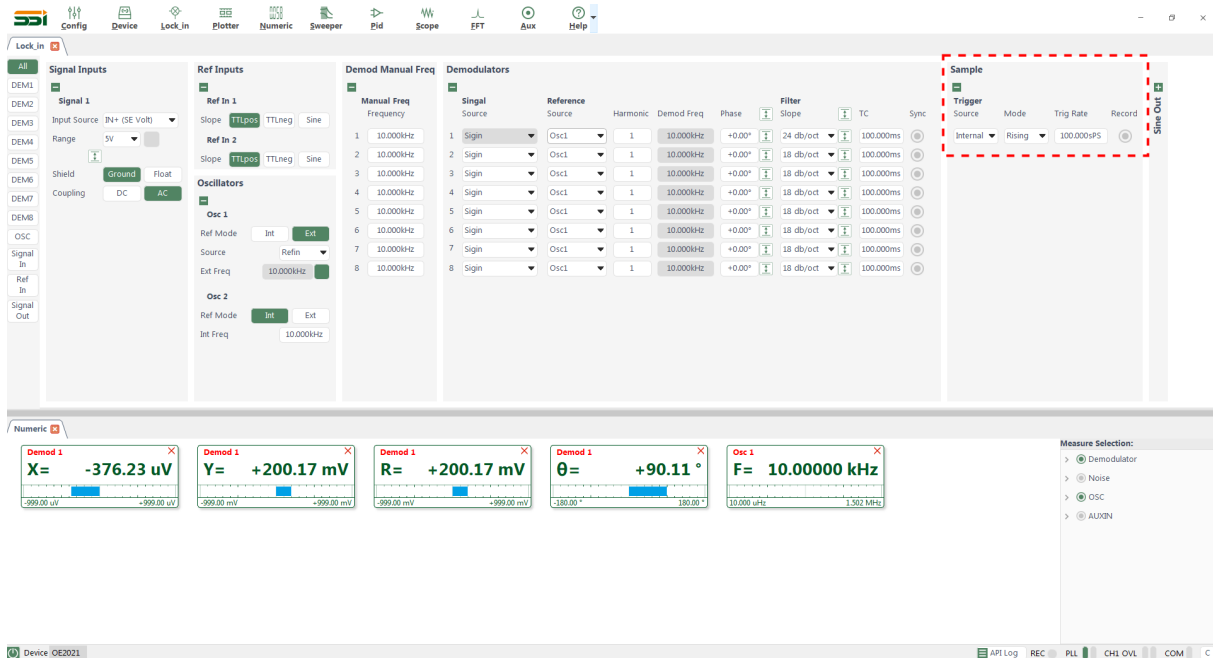 SSI Config Device Lock_in Plotter Numeric Sweeper Pid Scope FFT Aux Help
Lock_in
All
DEM1
DEM2
DEM3
DEM4
DEM5
DEM6
DEM7
DEM8
OSC
Signal
In
Ref
In
Signal
Out
Signal Inputs
Signal 1
Input Source IN+ (SE Volt)
Range 5V
Shield Ground Float
Coupling DC AC
Ref Inputs
Ref In 1
Slope TTLpos TTLneg Sine
Ref In 2
Slope TTLpos TTLneg Sine
Oscillators
Osc 1
Ref Mode Int Ext
Source Refin
Ext Freq 10.000kHz
Osc 2
Ref Mode Int Ext
Int Freq 10.000kHz
Demod Manual Freq
Manual Freq
Frequency
1 10.000kHz
2 10.000kHz
3 10.000kHz
4 10.000kHz
5 10.000kHz
6 10.000kHz
7 10.000kHz
8 10.000kHz
Demodulators
Singal Reference Filter
Source Source Harmonic Demod Freq Phase Slope TC Sync
1 Sigin Osc1 1 10.000kHz +0.00° 24 db/oct 100.000ms
2 Sigin Osc1 1 10.000kHz +0.00° 18 db/oct 100.000ms
3 Sigin Osc1 1 10.000kHz +0.00° 18 db/oct 100.000ms
4 Sigin Osc1 1 10.000kHz +0.00° 18 db/oct 100.000ms
5 Sigin Osc1 1 10.000kHz +0.00° 18 db/oct 100.000ms
6 Sigin Osc1 1 10.000kHz +0.00° 18 db/oct 100.000ms
7 Sigin Osc1 1 10.000kHz +0.00° 18 db/oct 100.000ms
8 Sigin Osc1 1 10.000kHz +0.00° 18 db/oct 100.000ms
Sample
Trigger
Source Mode Trig Rate Record
Internal Rising 100.000sPS
Sine Out
Numeric
Demod 1
X= -376.23 uV
-999.00 uV +999.00 uV
Demod 1
Y= +200.17 mV
-999.00 mV +999.00 mV
Demod 1
R= +200.17 mV
-999.00 mV +999.00 mV
Demod 1
θ= +90.11 °
-180.00 ° 180.00 °
Osc 1
F= 10.00000 kHz
10.000 uHz 1.502 MHz
Measure Selection:
Demodulator
Noise
OSC
AUXIN
Device OE2021 API Log REC PLL CH1 OVL COM C